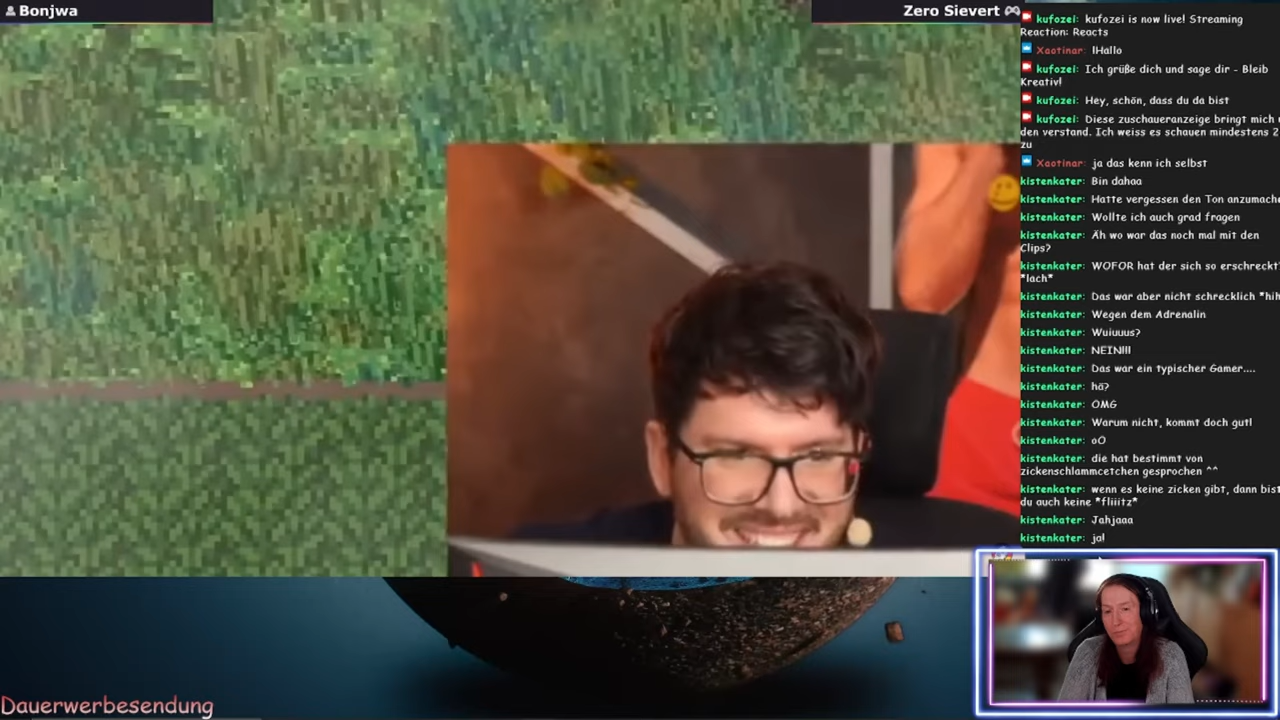 Bonjwa
Zero Sievert
kufozei: kufozei is now live! Streaming
Reaction: Reacts
Xaotinar: !Hallo
kufozei: Ich grüße dich und sage dir - Bleib
Kreativ!
kufozei: Hey, schön, dass du da bist
kufozei: Diese zuschaueranzeige bringt mich
den verstand. Ich weiss es schauen mindestens 2
zu
Xaotinar: ja das kenn ich selbst
kistenkater: Bin dahaa
kistenkater: Hatte vergessen den Ton anzumache
kistenkater: Wollte ich auch grad fragen
kistenkater: Äh wo war das noch mal mit den
Clips?
kistenkater: WOFOR hat der sich so erschreckt?
*lach*
kistenkater: Das war aber nicht schrecklich *hih
kistenkater: Wegen dem Adrenalin
kistenkater: Wuiuuus?
kistenkater: NEIN!!!
kistenkater: Das war ein typischer Gamer....
kistenkater: hä?
kistenkater: OMG
kistenkater: Warum nicht, kommt doch gut!
kistenkater: oO
kistenkater: die hat bestimmt von
zickenschlammcetchen gesprochen ^^
kistenkater: wenn es keine zicken gibt, dann bist
du auch keine *fliiitz*
kistenkater: Jahjaaa
kistenkater: ja!
Dauerwerbesendung